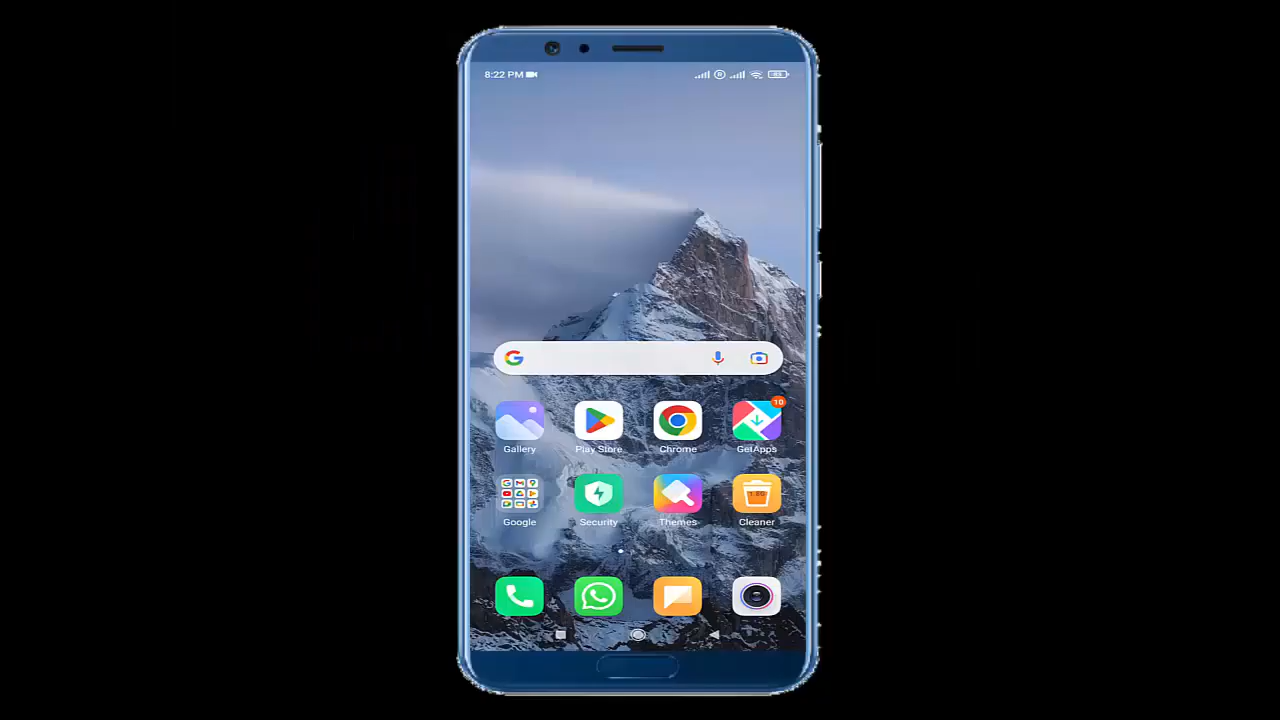 8:22 PM
Gallery
Play Store
Chrome
GetApps
10
Google
Security
Themes
Cleaner